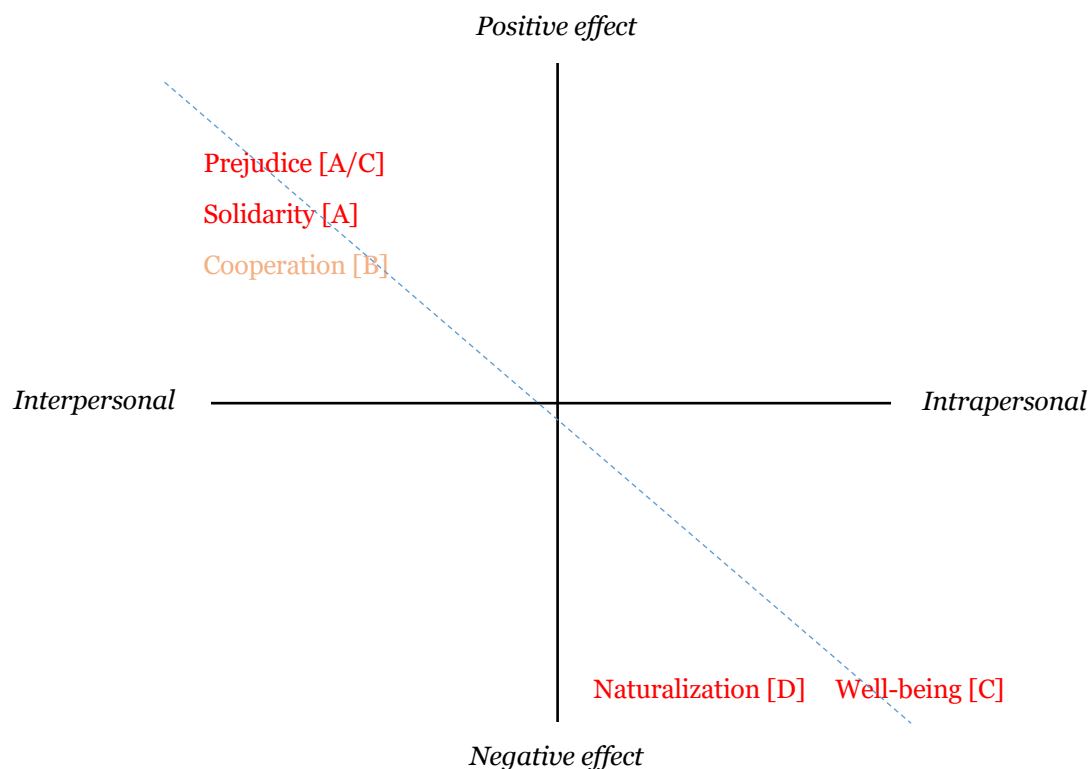 Positive effect
Prejudice [A/C]
Solidarity [A]
Cooperation [B]
Interpersonal
Intrapersonal
Naturalization [D]
Well-being [C]
Negative effect